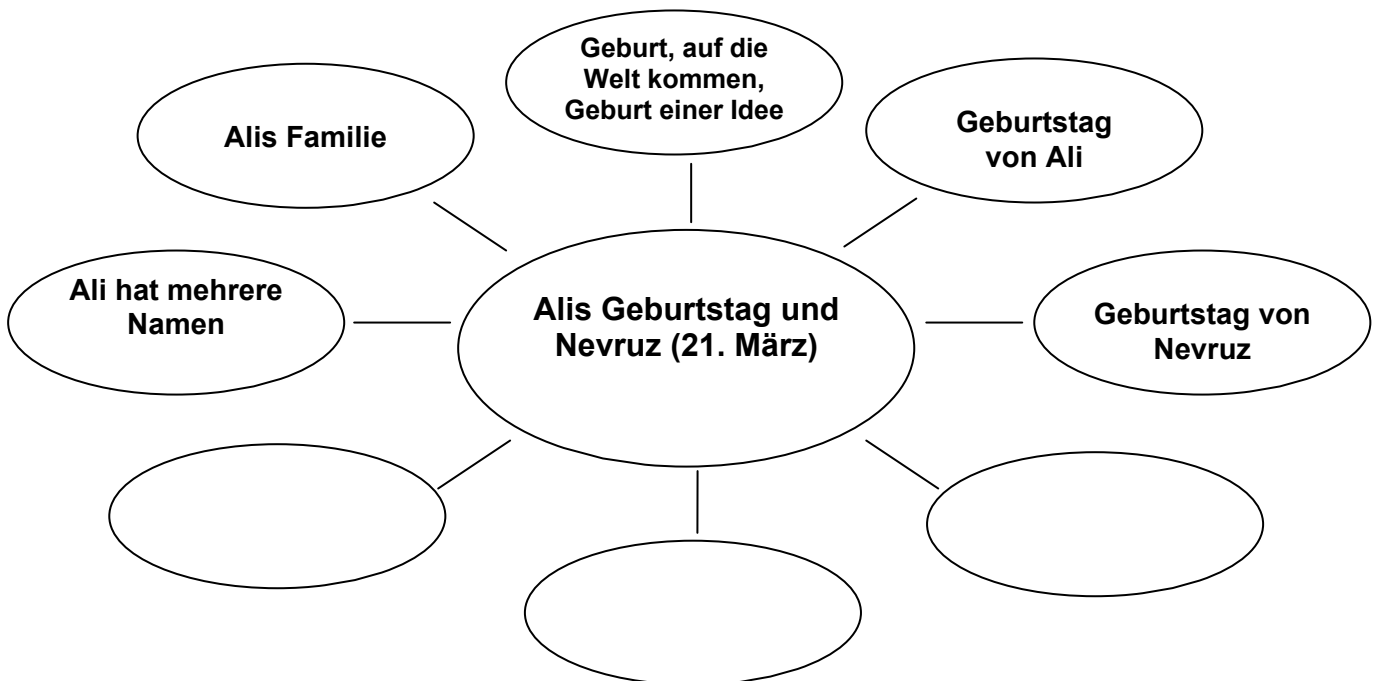 Geburt, auf die
Welt kommen,
Geburt einer Idee
Alis Familie
Geburtstag
von Ali
Ali hat mehrere
Namen
Alis Geburtstag und
Nevruz (21. März)
Geburtstag von
Nevruz